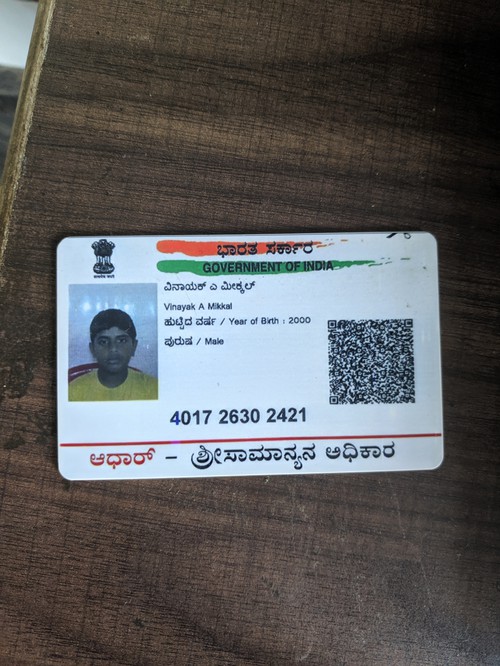 ಭಾರತ ಸರ್ಕಾರ
GOVERNMENT OF INDIA
ವಿನಾಯಕ್ ಎ ಮೀಕ್ಕಲ್
Vinayak A Mikkal
ಹುಟ್ಟಿದ ವರ್ಷ / Year of Birth : 2000
ಪುರುಷ / Male
4017 2630 2421
ಆಧಾರ್ – ಶ್ರೀಸಾಮಾನ್ಯನ ಅಧಿಕಾರ